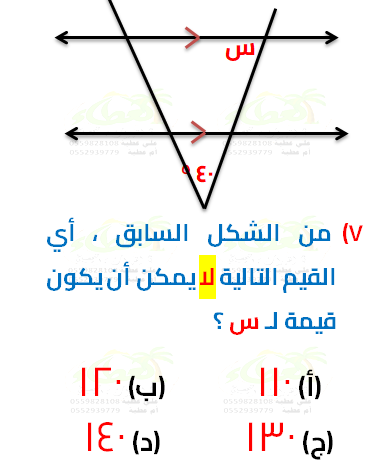 س
٤٠°
٧) من الشكل السابق ، أي
القيم التالية لا يمكن أن يكون
قيمة لـ س ؟
(أ) ١١٠ (ب) ١٢٠
(ج) ١٣٠ (د) ١٤٠